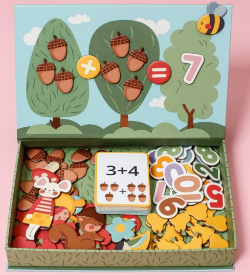 + = 7
3+4
+